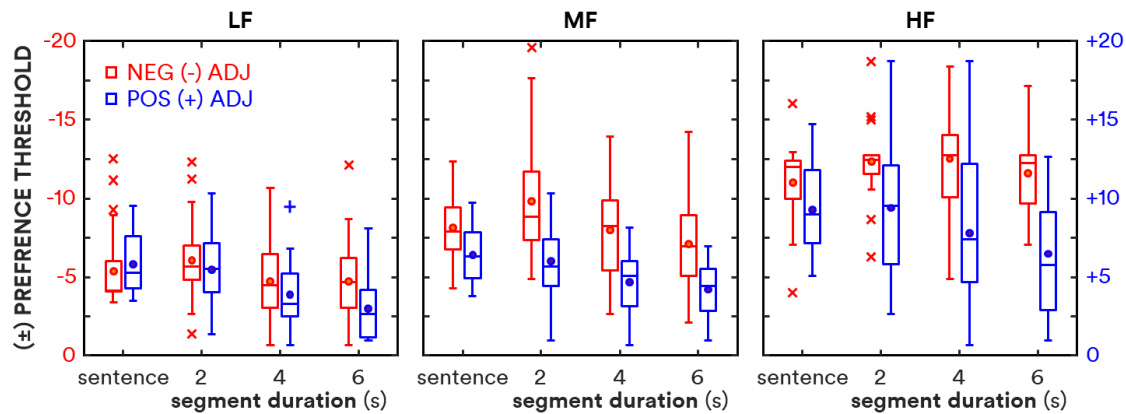 LF
MF
HF
(±) PREFRENCE THRESHOLD
-20
-15
-10
-5
0
NEG (-) ADJ
POS (+) ADJ
+20
+15
+10
+5
0
sentence 2 4 6
sentence 2 4 6
sentence 2 4 6
segment duration (s)
segment duration (s)
segment duration (s)